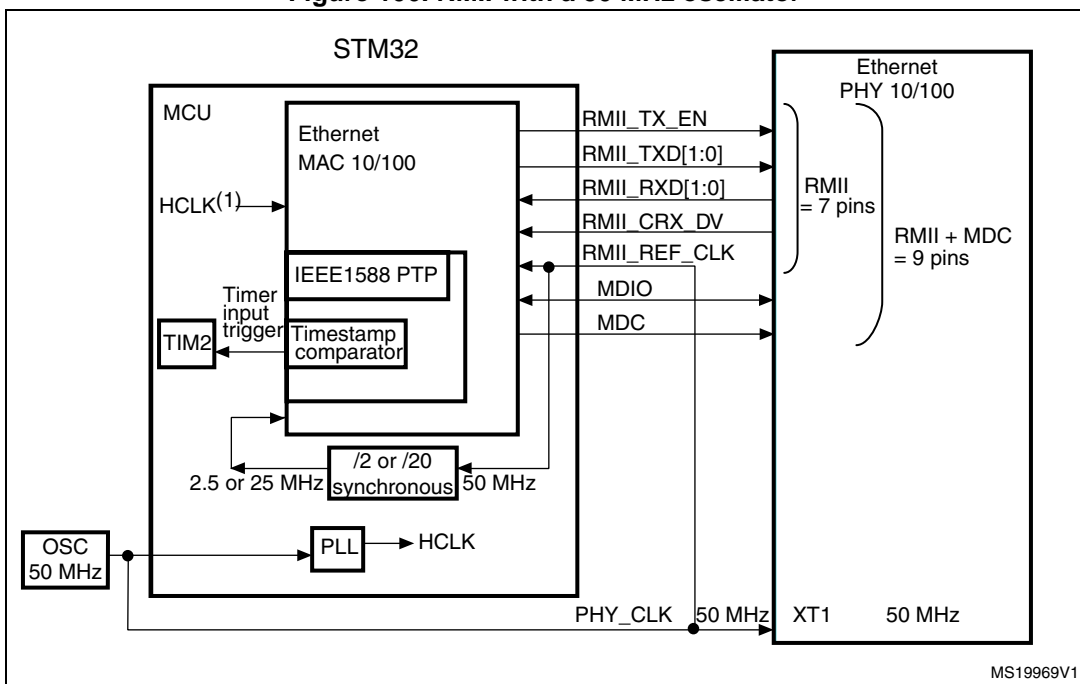 STM32
Ethernet
PHY 10/100
MCU
Ethernet
MAC 10/100
HCLK(1)
IEEE1588 PTP
Timer
input
trigger
TIM2
Timestamp
comparator
/2 or /20
synchronous
2.5 or 25 MHz
50 MHz
OSC
50 MHz
PLL
HCLK
RMII_TX_EN
RMII_TXD[1:0]
RMII_RXD[1:0]
RMII_CRX_DV
RMII_REF_CLK
MDIO
MDC
RMII
= 7 pins
RMII + MDC
= 9 pins
PHY_CLK
50 MHz
XT1
50 MHz
MS19969V1